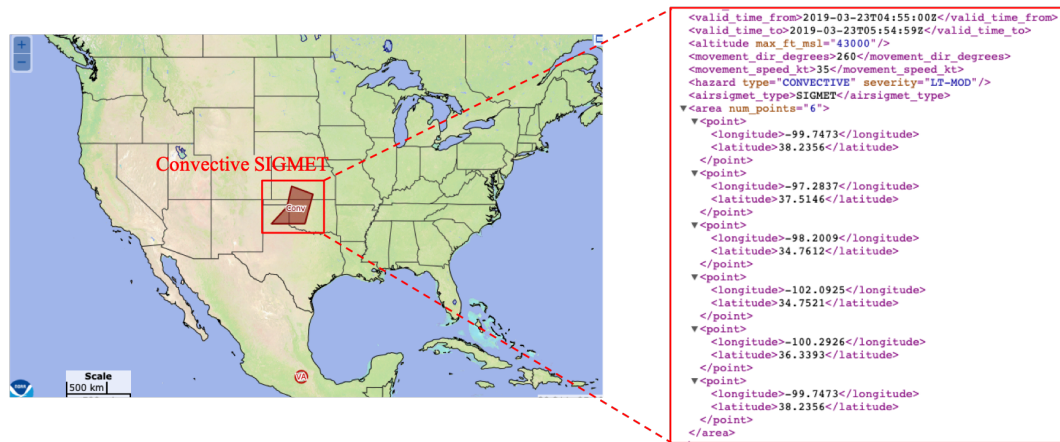 +
−
Convective SIGMET
Conv
VA
Scale
500 km
NOAA
<valid_time_from>2019-03-23T04:55:00Z</valid_time_from>
<valid_time_to>2019-03-23T05:54:59Z</valid_time_to>
<altitude max_ft_msl="43000"/>
<movement_dir_degrees>260</movement_dir_degrees>
<movement_speed_kt>35</movement_speed_kt>
<hazard type="CONVECTIVE" severity="LT-MOD"/>
<airsigmet_type>SIGMET</airsigmet_type>
▼<area num_points="6">
▼<point>
<longitude>-99.7473</longitude>
<latitude>38.2356</latitude>
</point>
▼<point>
<longitude>-97.2837</longitude>
<latitude>37.5146</latitude>
</point>
▼<point>
<longitude>-98.2009</longitude>
<latitude>34.7612</latitude>
</point>
▼<point>
<longitude>-102.0925</longitude>
<latitude>34.7521</latitude>
</point>
▼<point>
<longitude>-100.2926</longitude>
<latitude>36.3393</latitude>
</point>
▼<point>
<longitude>-99.7473</longitude>
<latitude>38.2356</latitude>
</point>
</area>